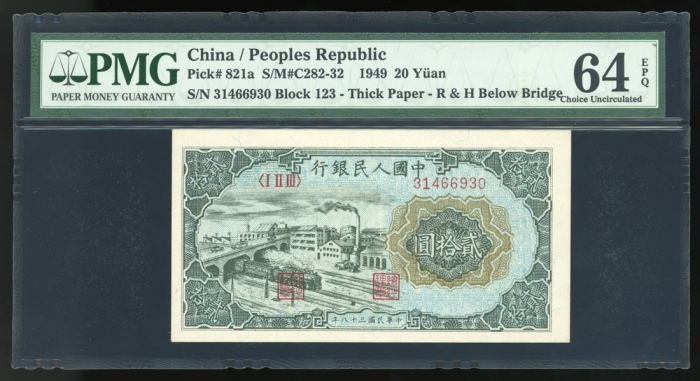 PMG
PAPER MONEY GUARANTY
China / Peoples Republic
Pick# 821a S/M#C282-32 1949 20 Yüan
S/N 31466930 Block 123 - Thick Paper - R & H Below Bridge
64 EPQ
Choice Uncirculated
行銀民人國中
〈I II III〉
31466930
圓拾貳
年八十三國民華中